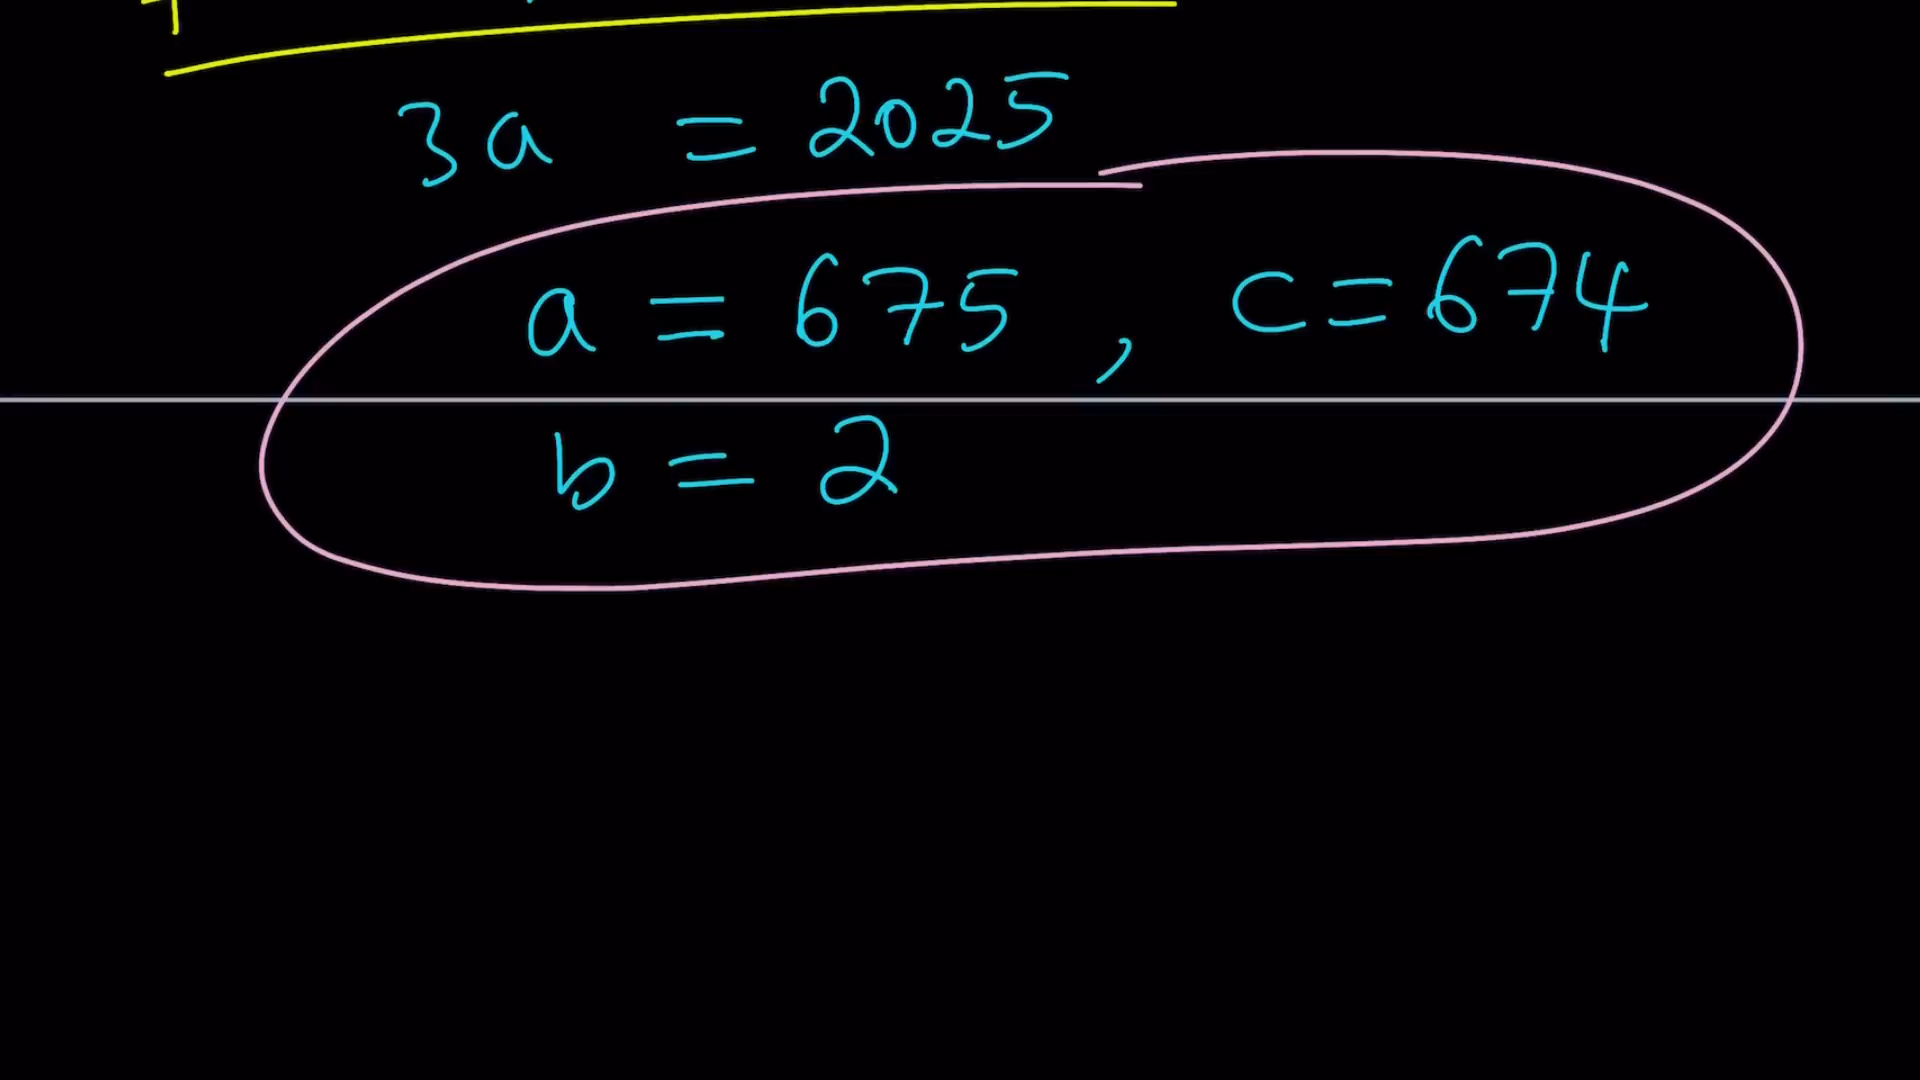 3a = 2025
a = 675 , c = 674
b = 2